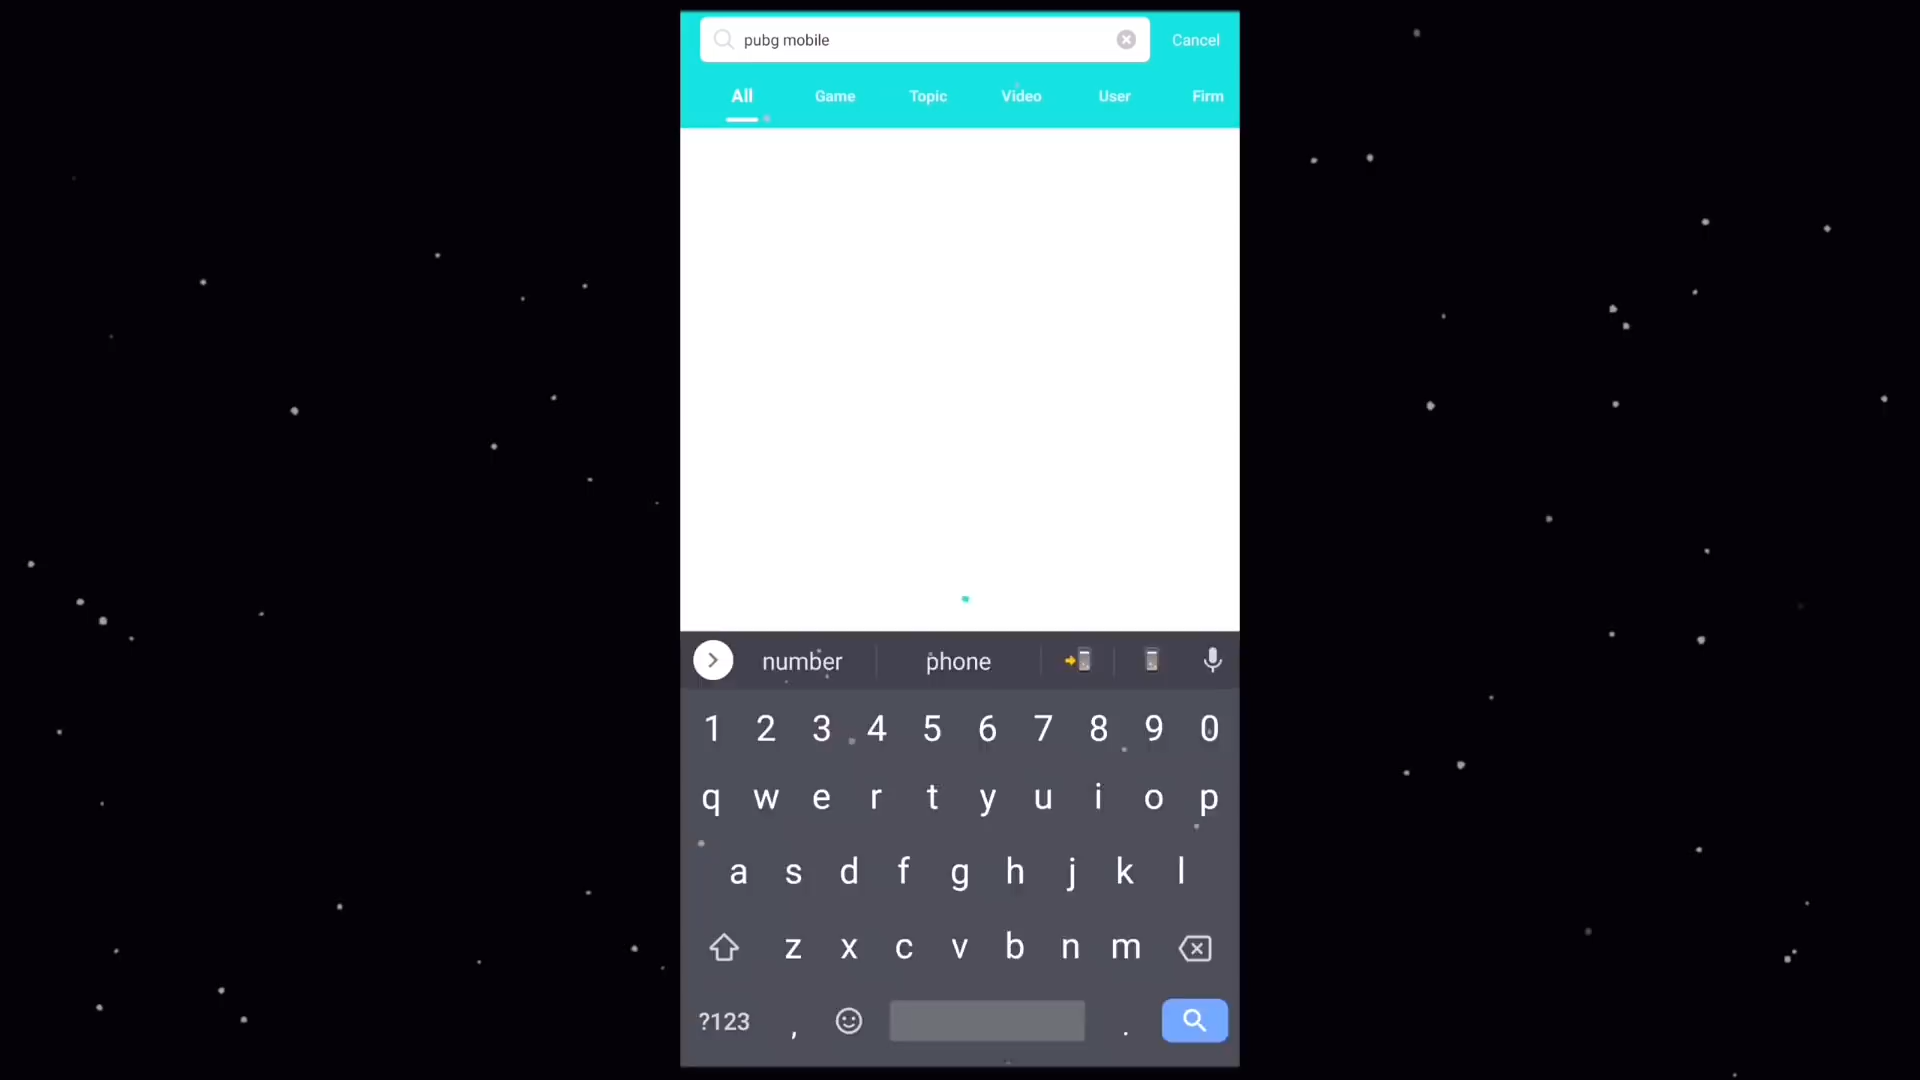 pubg mobile Cancel
All Game Topic Video User Firm
number phone
1 2 3 4 5 6 7 8 9 0
q w e r t y u i o p
a s d f g h j k l
z x c v b n m
?123 , .